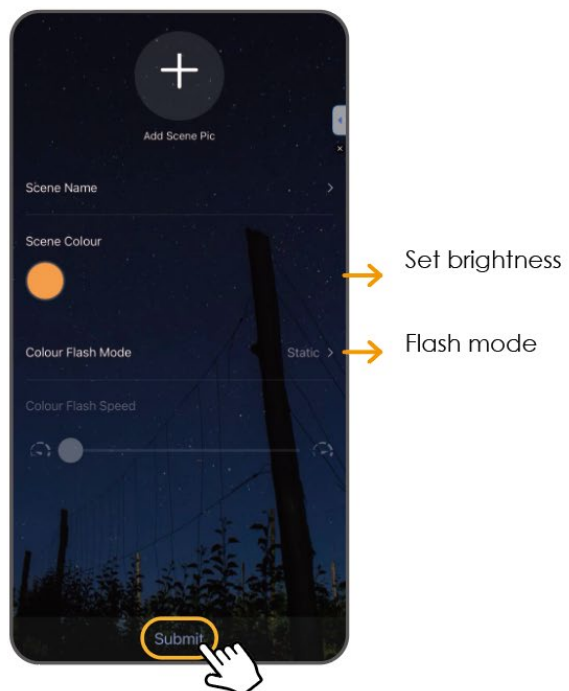 Add Scene Pic
Scene Name
Scene Colour
Set brightness
Colour Flash Mode
Static
Flash mode
Colour Flash Speed
Submit